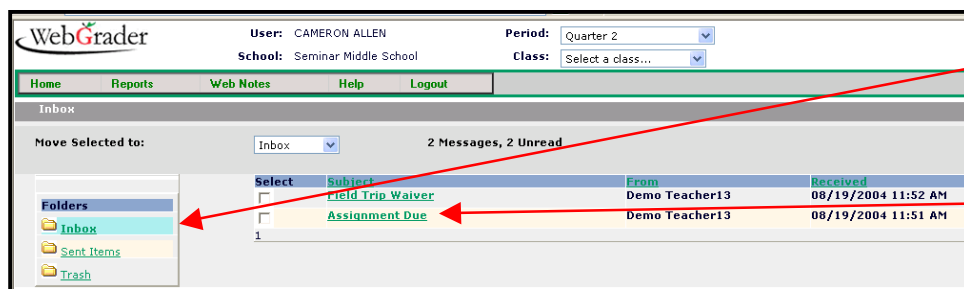 WebGrader User: CAMERON ALLEN Period: Quarter 2
School: Seminar Middle School Class: Select a class...
Home Reports Web Notes Help Logout
Inbox
Move Selected to: Inbox 2 Messages, 2 Unread
Select Subject From Received
Field Trip Waiver Demo Teacher13 08/19/2004 11:52 AM
Assignment Due Demo Teacher13 08/19/2004 11:51 AM
1
Folders
Inbox
Sent Items
Trash